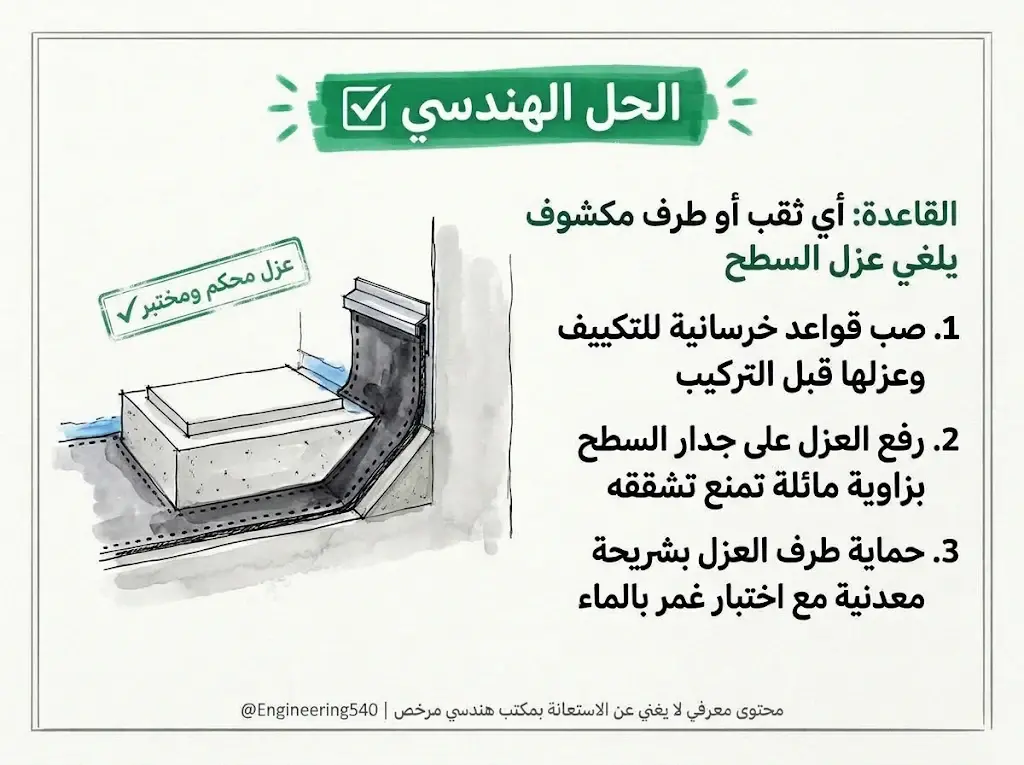 الحل الهندسي
القاعدة: أي ثقب أو طرف مكشوف
يلغي عزل السطح
عزل محكم ومختبر ✓
1. صب قواعد خرسانية للتكييف
وعزلها قبل التركيب
2. رفع العزل على جدار السطح
بزاوية مائلة تمنع تشققه
3. حماية طرف العزل بشريحة
معدنية مع اختبار غمر بالماء
محتوى معرفي لا يغني عن الاستعانة بمكتب هندسي مرخص | @Engineering540